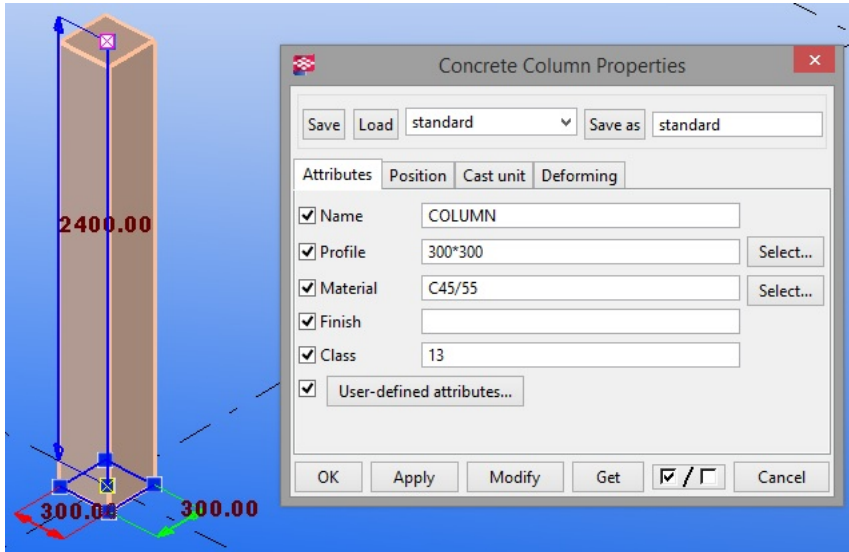 Concrete Column Properties
Save Load standard Save as standard
Attributes Position Cast unit Deforming
Name COLUMN
2400.00
Profile 300*300 Select...
Material C45/55 Select...
Finish
Class 13
User-defined attributes...
OK Apply Modify Get / Cancel
300.00 300.00